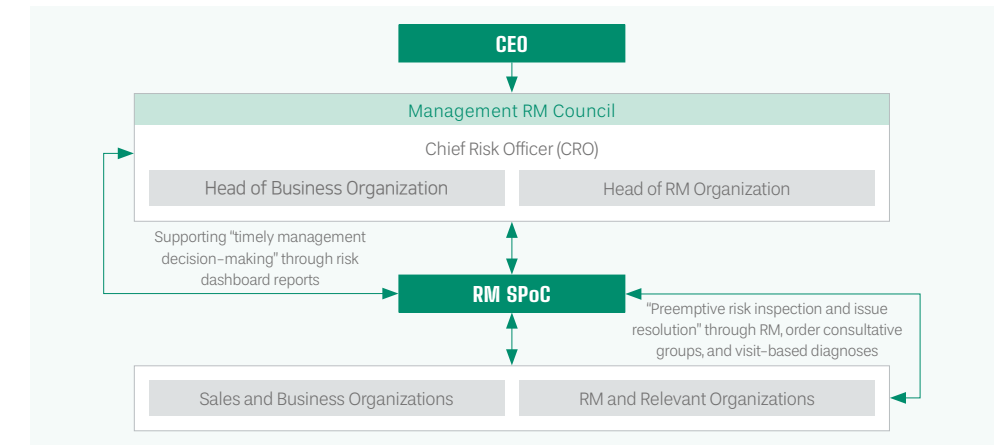 CEO
Management RM Council
Chief Risk Officer (CRO)
Head of Business Organization
Head of RM Organization
Supporting “timely management
decision-making” through risk
dashboard reports
RM SPoC
“Preemptive risk inspection and issue
resolution” through RM, order consultative
groups, and visit-based diagnoses
Sales and Business Organizations
RM and Relevant Organizations